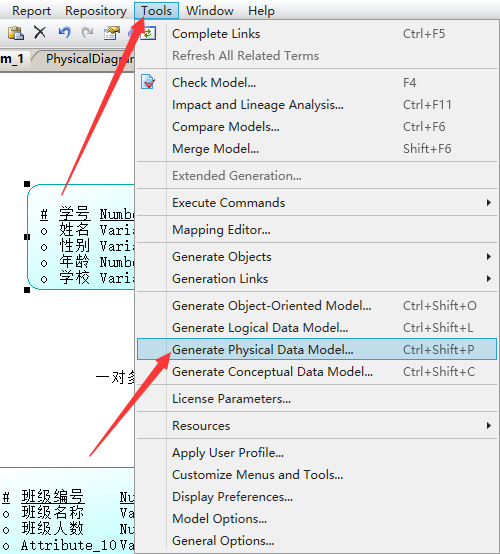 Report Repository Tools Window Help
m_1 PhysicalDiagram
Complete Links Ctrl+F5
Refresh All Related Terms
Check Model... F4
Impact and Lineage Analysis... Ctrl+F11
Compare Models... Ctrl+F6
Merge Model... Shift+F6
Extended Generation...
Execute Commands
Mapping Editor...
Generate Objects
Generation Links
Generate Object-Oriented Model... Ctrl+Shift+O
Generate Logical Data Model... Ctrl+Shift+L
Generate Physical Data Model... Ctrl+Shift+P
Generate Conceptual Data Model... Ctrl+Shift+C
License Parameters...
Resources
Apply User Profile...
Customize Menus and Tools...
Display Preferences...
Model Options...
General Options...
# 学号 Numbe
o 姓名 Varia
o 性别 Varia
o 年龄 Numbe
o 学校 Varia
一对多
# 班级编号 Nu
o 班级名称 Va
o 班级人数 Nu
o Attribute_10 Va